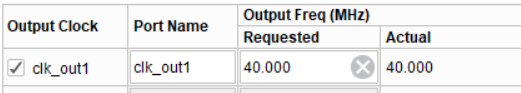 Output Clock Port Name Output Freq (MHz)
Requested Actual
clk_out1 clk_out1 40.000 40.000